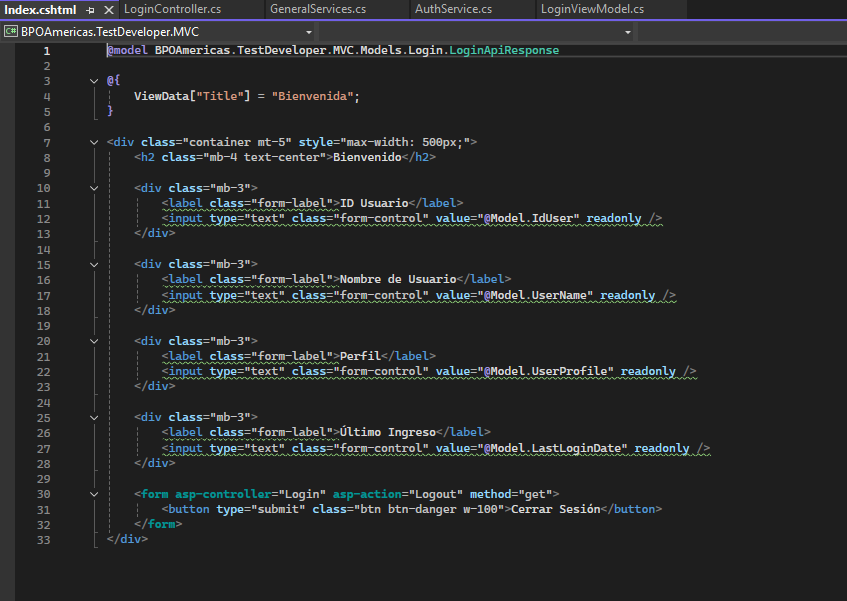 Index.cshtml LoginController.cs GeneralServices.cs AuthService.cs LoginViewModel.cs
C# BPOAmericas.TestDeveloper.MVC
1 @model BPOAmericas.TestDeveloper.MVC.Models.Login.LoginApiResponse
2
3 @{
4 ViewData["Title"] = "Bienvenida";
5 }
6
7 <div class="container mt-5" style="max-width: 500px;">
8 <h2 class="mb-4 text-center">Bienvenido</h2>
9
10 <div class="mb-3">
11 <label class="form-label">ID Usuario</label>
12 <input type="text" class="form-control" value="@Model.IdUser" readonly />
13 </div>
14
15 <div class="mb-3">
16 <label class="form-label">Nombre de Usuario</label>
17 <input type="text" class="form-control" value="@Model.UserName" readonly />
18 </div>
19
20 <div class="mb-3">
21 <label class="form-label">Perfil</label>
22 <input type="text" class="form-control" value="@Model.UserProfile" readonly />
23 </div>
24
25 <div class="mb-3">
26 <label class="form-label">Último Ingreso</label>
27 <input type="text" class="form-control" value="@Model.LastLoginDate" readonly />
28 </div>
29
30 <form asp-controller="Login" asp-action="Logout" method="get">
31 <button type="submit" class="btn btn-danger w-100">Cerrar Sesión</button>
32 </form>
33 </div>